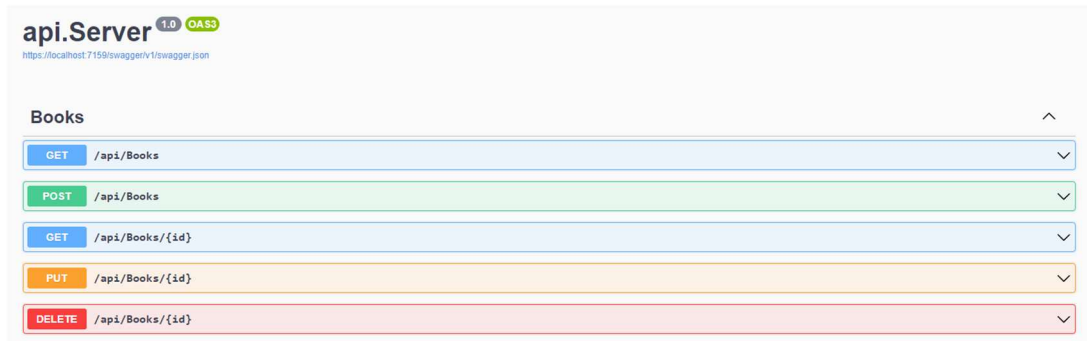 api.Server 1.0 OAS3
https://localhost:7159/swagger/v1/swagger.json
Books
GET /api/Books
POST /api/Books
GET /api/Books/{id}
PUT /api/Books/{id}
DELETE /api/Books/{id}